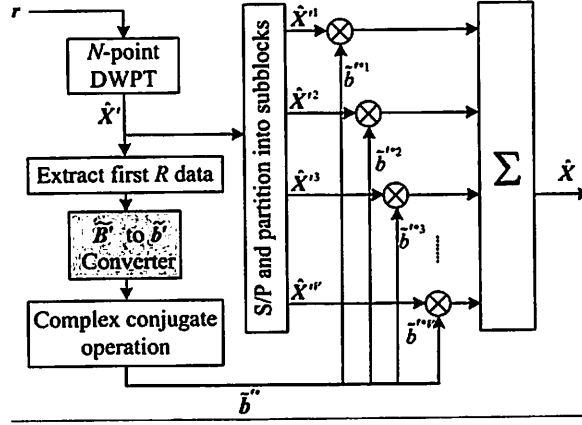 r
N-point
DWPT
X̂'
Extract first R data
B̃' to b̃'
Converter
Complex conjugate
operation
b̃'*
S/P and partition into subblocks
X̂'¹
b̃'*¹
X̂'²
b̃'*²
X̂'³
b̃'*³
X̂'ⱽ
b̃'*ⱽ
Σ
X̂